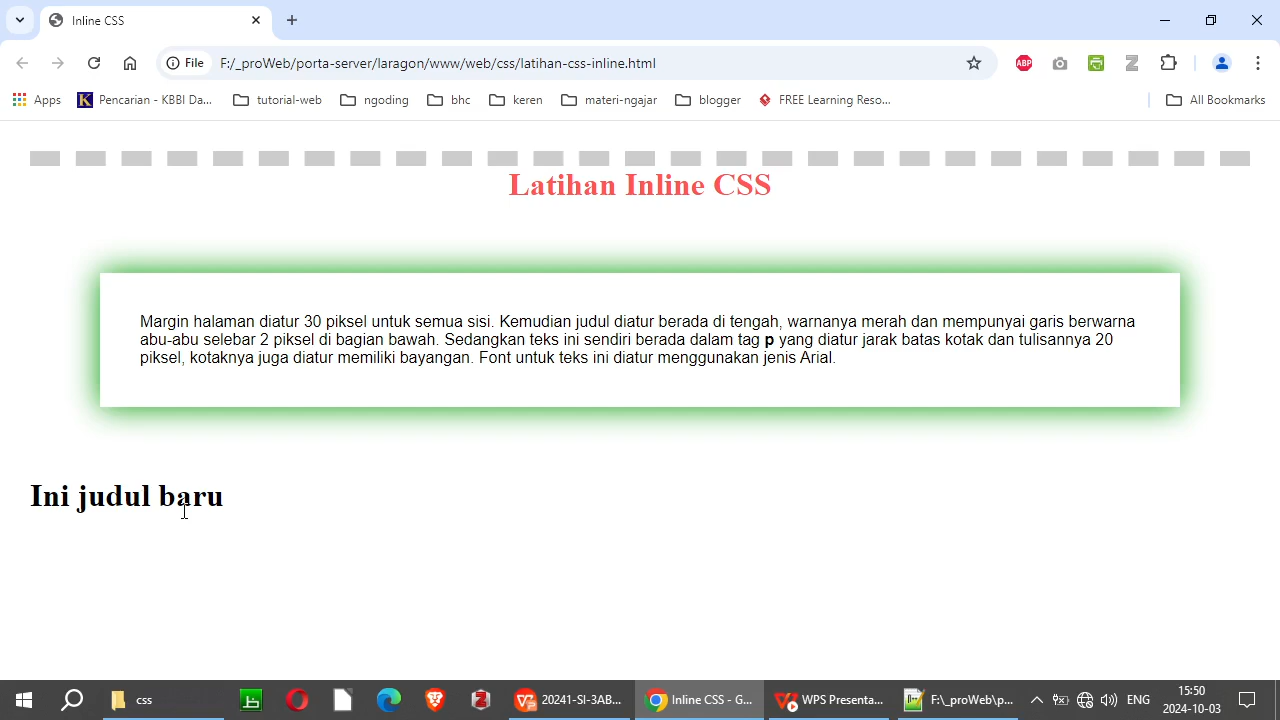 Inline CSS
File
F:/_proWeb/porta-server/laragon/www/web/css/latihan-css-inline.html
ABP
Apps
Pencarian - KBBI Da...
tutorial-web
ngoding
bhc
keren
materi-ngajar
blogger
FREE Learning Reso...
All Bookmarks
Latihan Inline CSS
Margin halaman diatur 30 piksel untuk semua sisi. Kemudian judul diatur berada di tengah, warnanya merah dan mempunyai garis berwarna
abu-abu selebar 2 piksel di bagian bawah. Sedangkan teks ini sendiri berada dalam tag p yang diatur jarak batas kotak dan tulisannya 20
piksel, kotaknya juga diatur memiliki bayangan. Font untuk teks ini diatur menggunakan jenis Arial.
Ini judul baru
css
20241-SI-3AB...
Inline CSS - G...
WPS Presenta...
F:\_proWeb\p...
ENG
15:50
2024-10-03